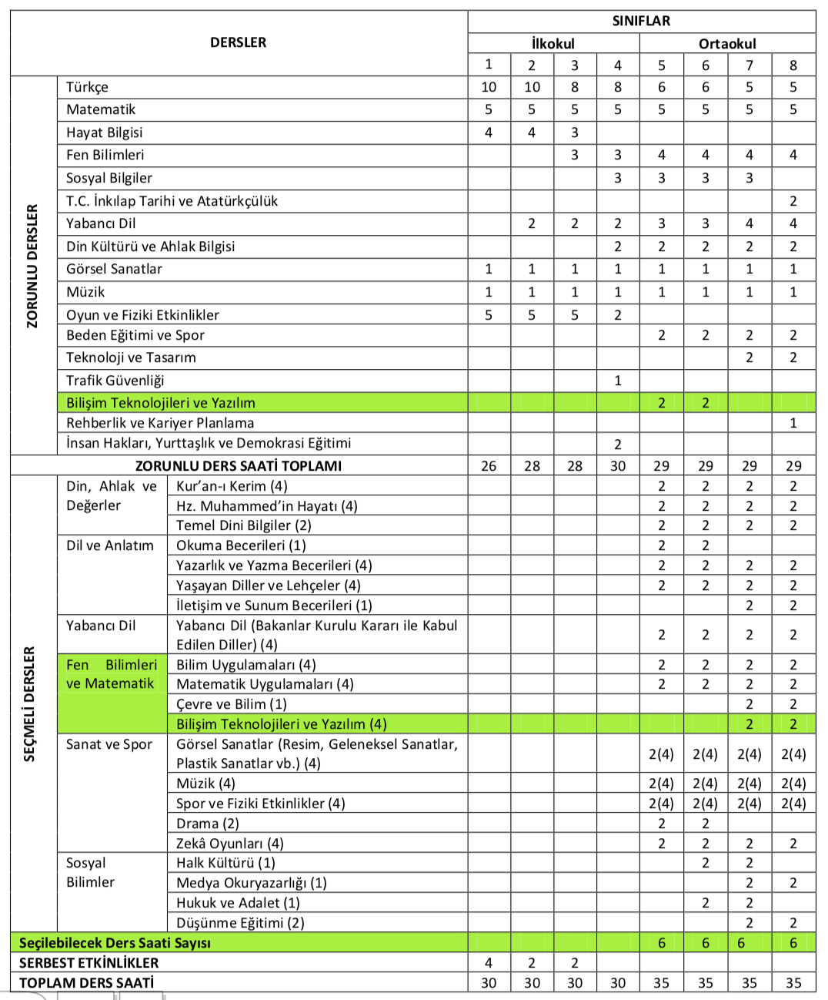 DERSLER SINIFLAR
İlkokul Ortaokul
1 2 3 4 5 6 7 8
ZORUNLU DERSLER
Türkçe 10 10 8 8 6 6 5 5
Matematik 5 5 5 5 5 5 5 5
Hayat Bilgisi 4 4 3
Fen Bilimleri 3 3 4 4 4 4
Sosyal Bilgiler 3 3 3 3
T.C. İnkılap Tarihi ve Atatürkçülük 2
Yabancı Dil 2 2 2 3 3 4 4
Din Kültürü ve Ahlak Bilgisi 2 2 2 2 2
Görsel Sanatlar 1 1 1 1 1 1 1 1
Müzik 1 1 1 1 1 1 1 1
Oyun ve Fiziki Etkinlikler 5 5 5 2
Beden Eğitimi ve Spor 2 2 2 2
Teknoloji ve Tasarım 2 2
Trafik Güvenliği 1
Bilişim Teknolojileri ve Yazılım 2 2
Rehberlik ve Kariyer Planlama 1
İnsan Hakları, Yurttaşlık ve Demokrasi Eğitimi 2
ZORUNLU DERS SAATİ TOPLAMI 26 28 28 30 29 29 29 29
SEÇMELİ DERSLER
Din, Ahlak ve
Değerler
Kur’an-ı Kerim (4) 2 2 2 2
Hz. Muhammed’in Hayatı (4) 2 2 2 2
Temel Dini Bilgiler (2) 2 2 2 2
Dil ve Anlatım
Okuma Becerileri (1) 2 2
Yazarlık ve Yazma Becerileri (4) 2 2 2 2
Yaşayan Diller ve Lehçeler (4) 2 2 2 2
İletişim ve Sunum Becerileri (1) 2 2
Yabancı Dil
Yabancı Dil (Bakanlar Kurulu Kararı ile Kabul
Edilen Diller) (4) 2 2 2 2
Fen Bilimleri
ve Matematik
Bilim Uygulamaları (4) 2 2 2 2
Matematik Uygulamaları (4) 2 2 2 2
Çevre ve Bilim (1) 2 2
Bilişim Teknolojileri ve Yazılım (4) 2 2
Sanat ve Spor
Görsel Sanatlar (Resim, Geleneksel Sanatlar,
Plastik Sanatlar vb.) (4) 2(4) 2(4) 2(4) 2(4)
Müzik (4) 2(4) 2(4) 2(4) 2(4)
Spor ve Fiziki Etkinlikler (4) 2(4) 2(4) 2(4) 2(4)
Drama (2) 2 2
Zekâ Oyunları (4) 2 2 2 2
Sosyal
Bilimler
Halk Kültürü (1) 2 2
Medya Okuryazarlığı (1) 2 2
Hukuk ve Adalet (1) 2 2
Düşünme Eğitimi (2) 2 2
Seçilebilecek Ders Saati Sayısı 6 6 6 6
SERBEST ETKİNLİKLER 4 2 2
TOPLAM DERS SAATİ 30 30 30 30 35 35 35 35